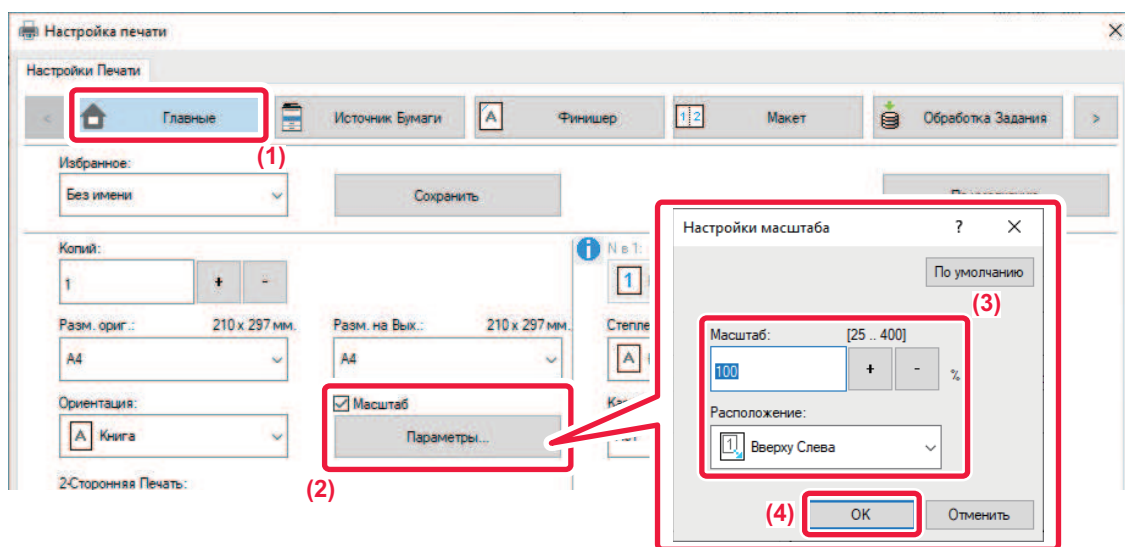 Настройка печати
Настройки Печати
< Главные Источник Бумаги Финишер Макет Обработка Задания >
(1)
Избранное:
Без имени Сохранить
Настройки масштаба ? ×
Копий: N в 1:
1 + - 1
По умолчанию
(3)
Разм. ориг.: 210 x 297 мм. Разм. на Вых.: 210 x 297 мм.
A4 A4
Масштаб: [25 .. 400]
100 + - %
Ориентация: Масштаб
Книга Параметры...
Расположение:
Вверху Слева
2-Сторонняя Печать: (2)
(4) OK Отменить